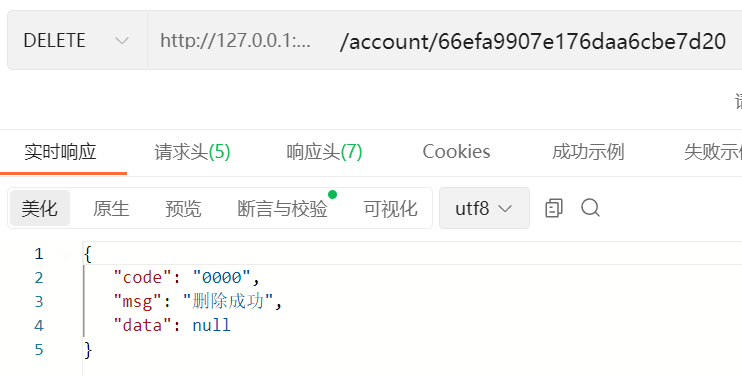 DELETE http://127.0.0.1:... /account/66efa9907e176daa6cbe7d20
实时响应 请求头(5) 响应头(7) Cookies 成功示例 失败示
美化 原生 预览 断言与校验 可视化 utf8
1 {
2 "code": "0000",
3 "msg": "删除成功",
4 "data": null
5 }